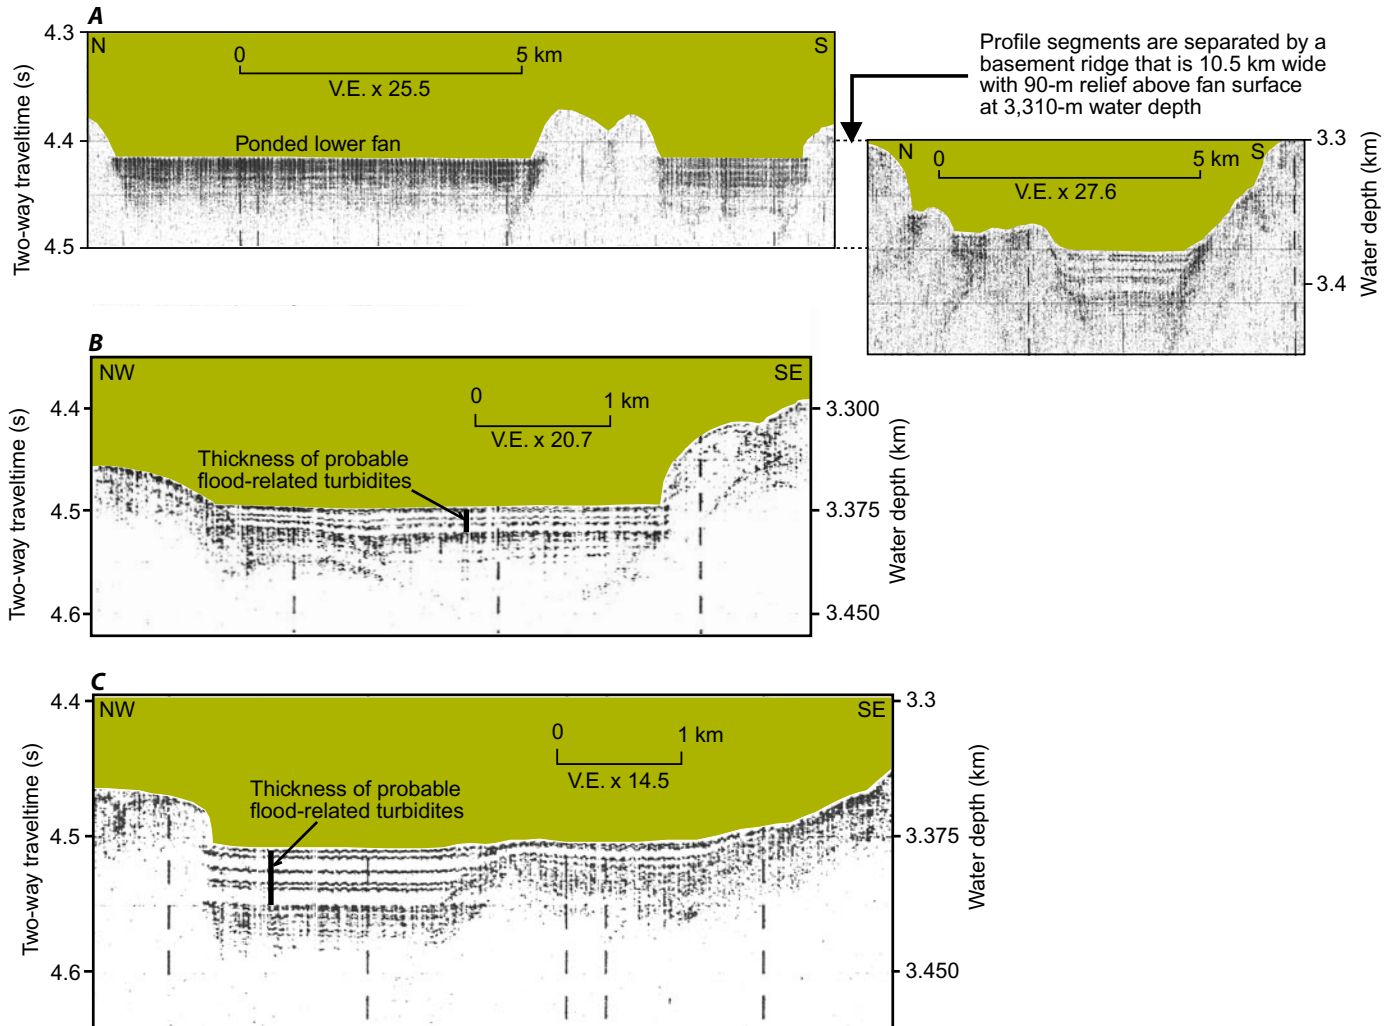 A
4.3
N
S
0
5 km
V.E. x 25.5
Ponded lower fan
4.4
4.5
Two-way traveltime (s)
Profile segments are separated by a
basement ridge that is 10.5 km wide
with 90-m relief above fan surface
at 3,310-m water depth
N
0
5 km
S
V.E. x 27.6
3.3
3.4
Water depth (km)
B
NW
SE
0
1 km
V.E. x 20.7
Thickness of probable
flood-related turbidites
4.4
4.5
4.6
Two-way traveltime (s)
3.300
3.375
3.450
Water depth (km)
C
NW
SE
0
1 km
V.E. x 14.5
Thickness of probable
flood-related turbidites
4.4
4.5
4.6
Two-way traveltime (s)
3.3
3.375
3.450
Water depth (km)